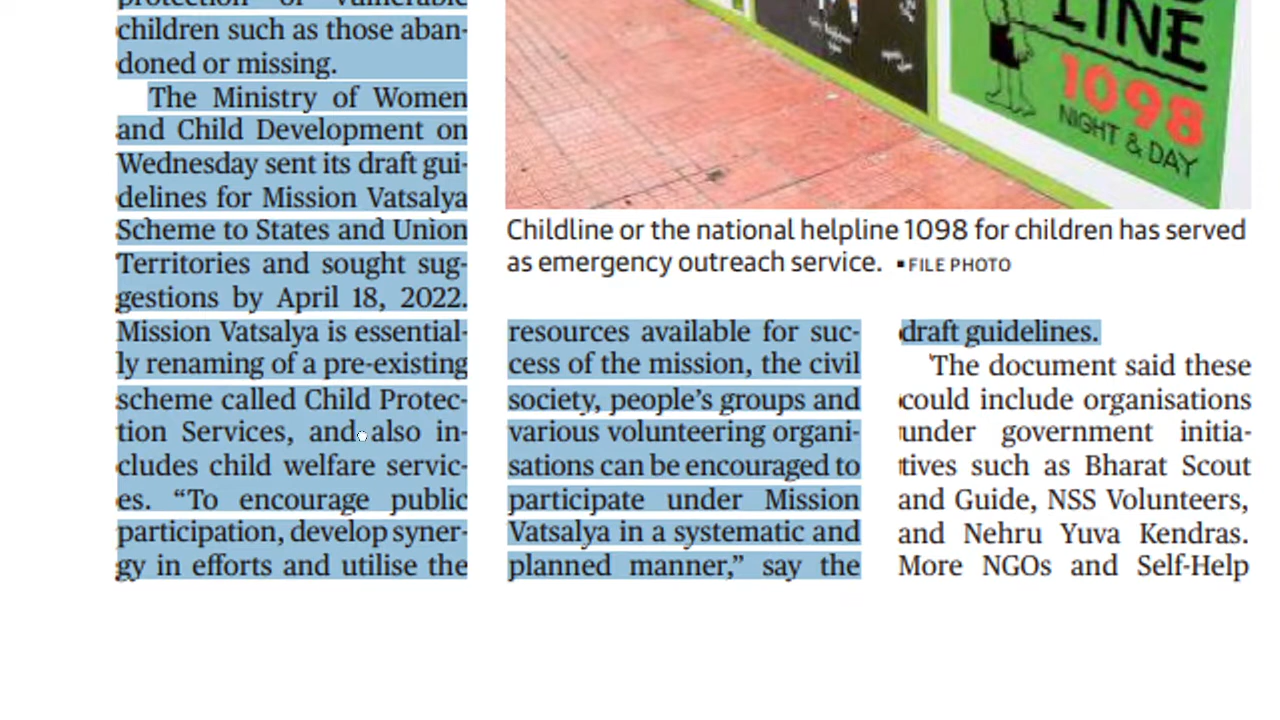 protection of vulnerable
children such as those aban-
doned or missing.
The Ministry of Women
and Child Development on
Wednesday sent its draft gui-
delines for Mission Vatsalya
Scheme to States and Union
Territories and sought sug-
gestions by April 18, 2022.
Mission Vatsalya is essential-
ly renaming of a pre-existing
scheme called Child Protec-
tion Services, and also in-
cludes child welfare servic-
es. “To encourage public
participation, develop syner-
gy in efforts and utilise the
LINE
1098
NIGHT & DAY
Childline or the national helpline 1098 for children has served
as emergency outreach service. ▪FILE PHOTO
resources available for suc-
cess of the mission, the civil
society, people’s groups and
various volunteering organi-
sations can be encouraged to
participate under Mission
Vatsalya in a systematic and
planned manner,” say the
draft guidelines.
The document said these
could include organisations
under government initia-
tives such as Bharat Scout
and Guide, NSS Volunteers,
and Nehru Yuva Kendras.
More NGOs and Self-Help